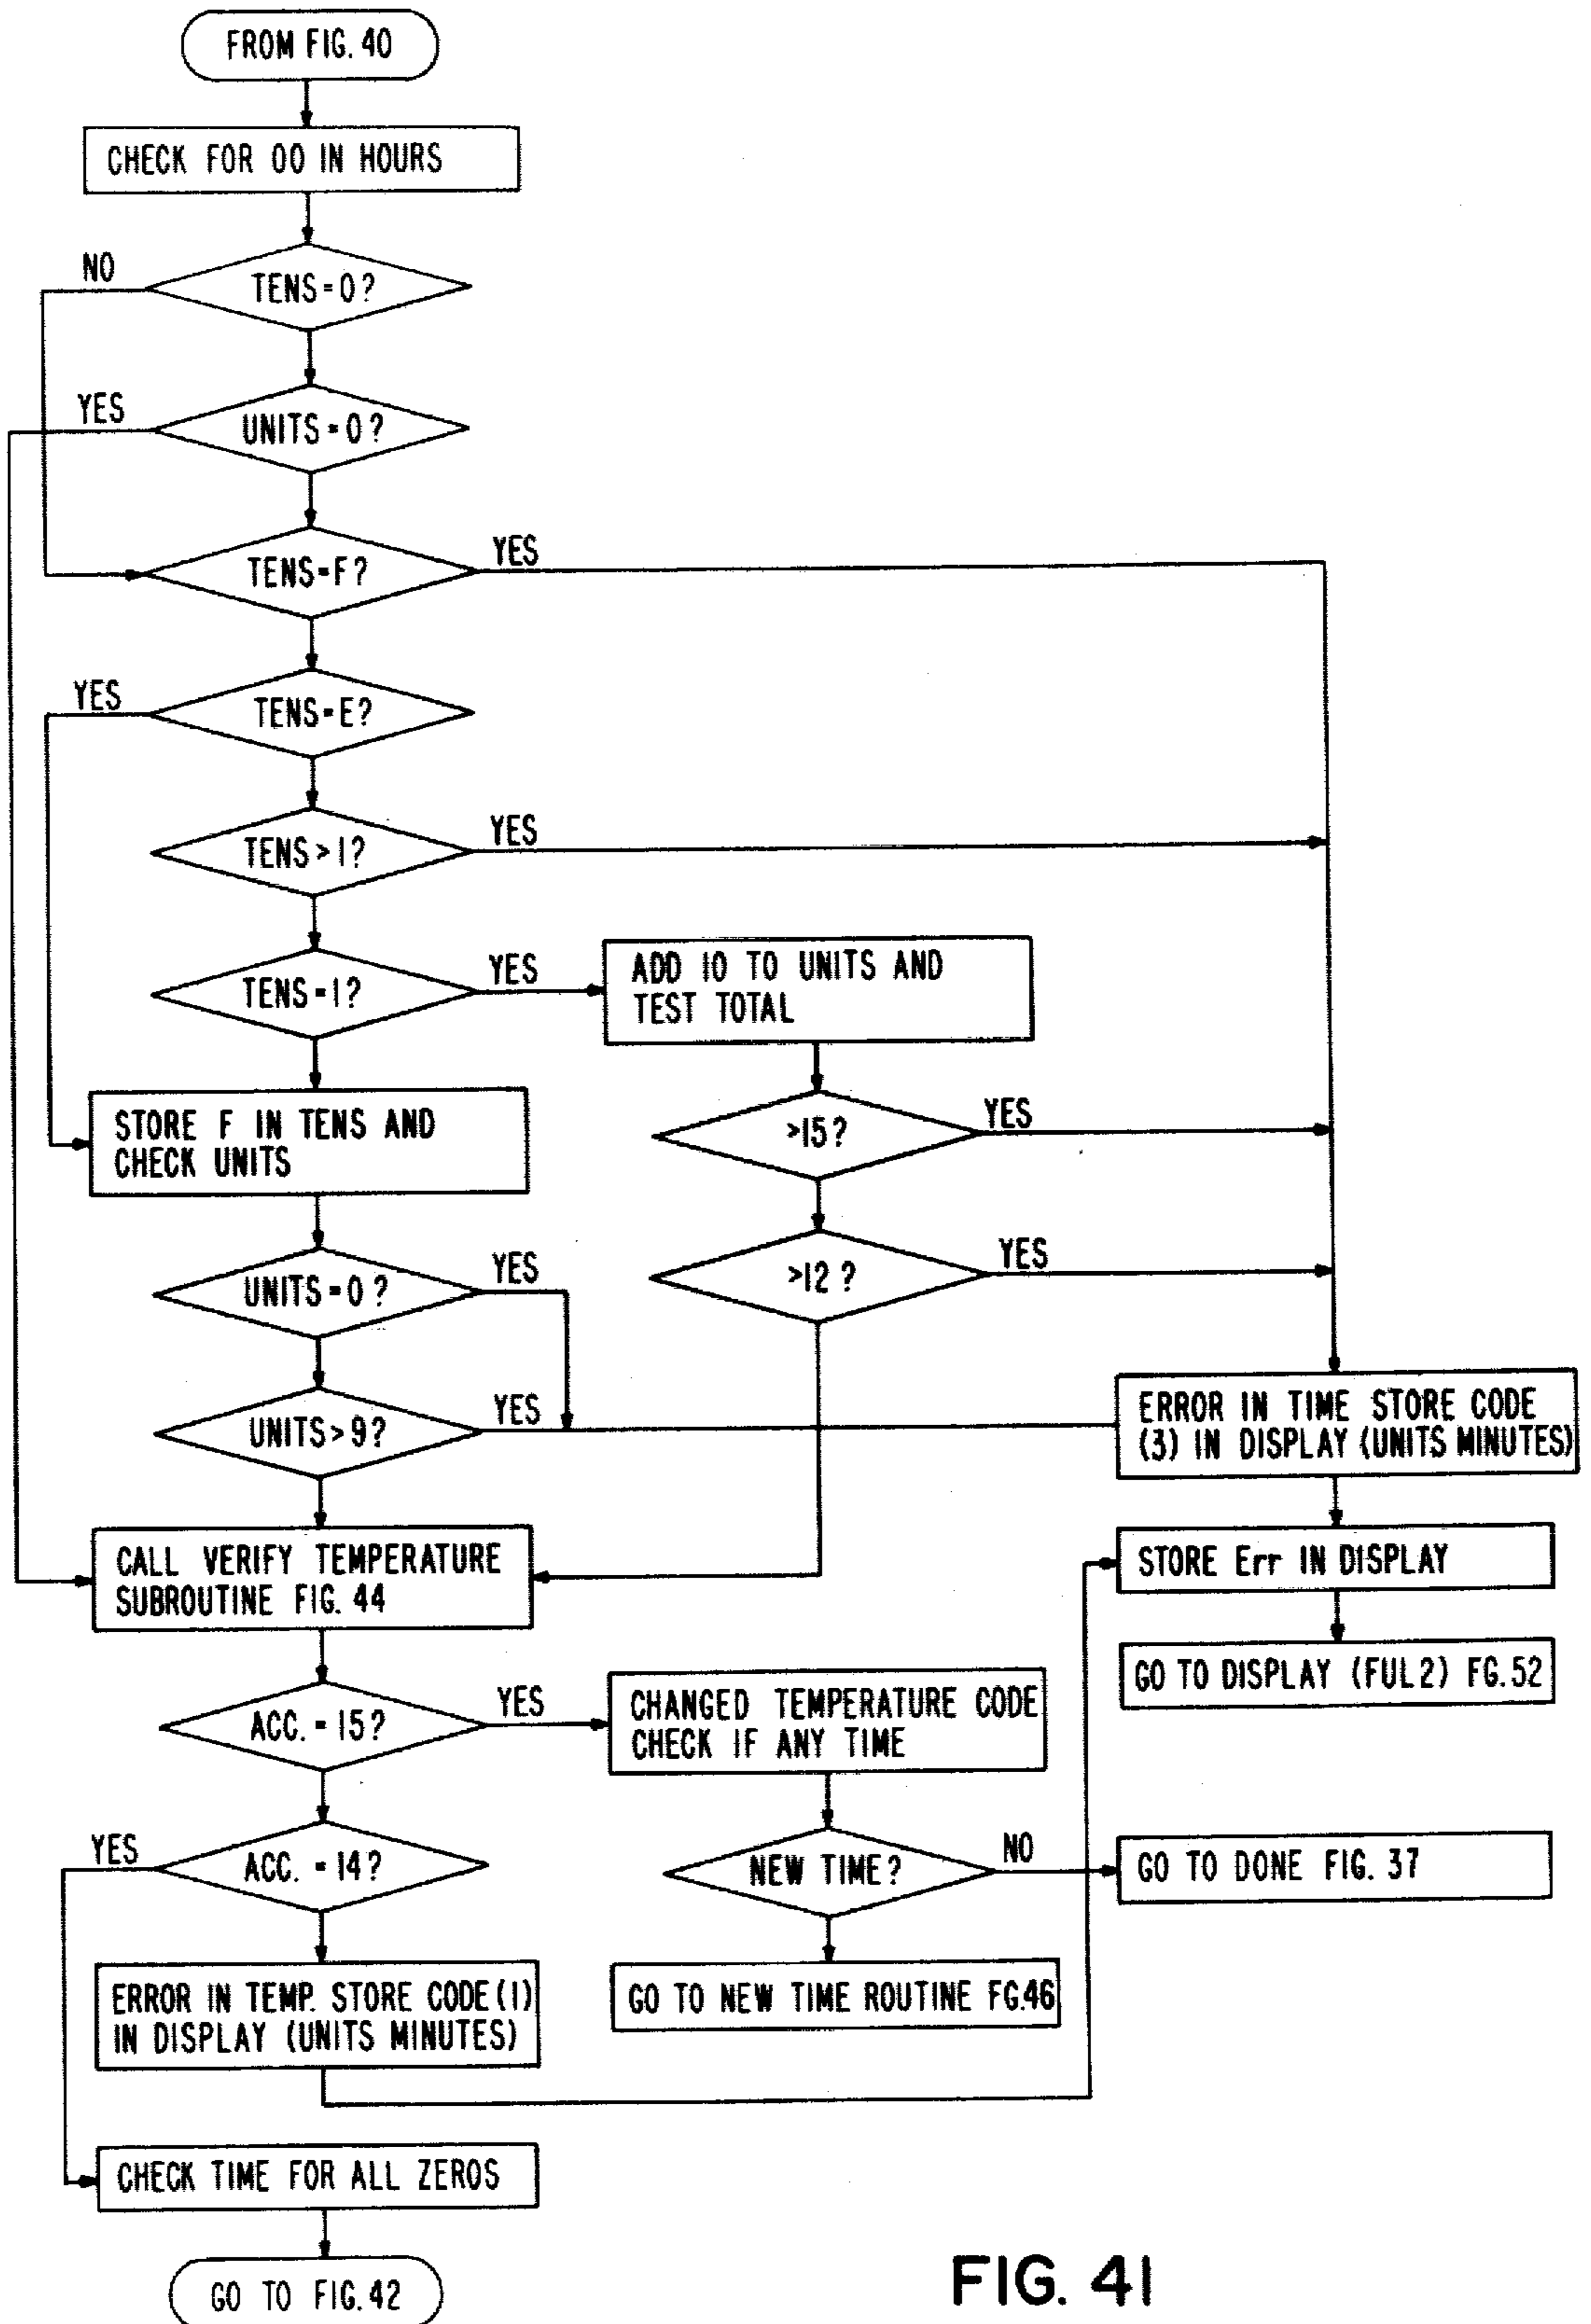 FROM FIG. 40
CHECK FOR 00 IN HOURS
NO
TENS=0?
YES
UNITS=0?
TENS=F?
YES
YES
TENS=E?
TENS>1?
YES
TENS=1?
YES
ADD 10 TO UNITS AND
TEST TOTAL
STORE F IN TENS AND
CHECK UNITS
>15?
YES
>12?
YES
UNITS=0?
YES
UNITS>9?
YES
ERROR IN TIME STORE CODE
(3) IN DISPLAY (UNITS MINUTES)
CALL VERIFY TEMPERATURE
SUBROUTINE FIG. 44
STORE Err IN DISPLAY
GO TO DISPLAY (FUL2) FG.52
ACC. = 15?
YES
CHANGED TEMPERATURE CODE
CHECK IF ANY TIME
YES
ACC. = 14?
NEW TIME?
NO
GO TO DONE FIG. 37
ERROR IN TEMP. STORE CODE(1)
IN DISPLAY (UNITS MINUTES)
GO TO NEW TIME ROUTINE FG.46
CHECK TIME FOR ALL ZEROS
GO TO FIG.42
FIG. 41